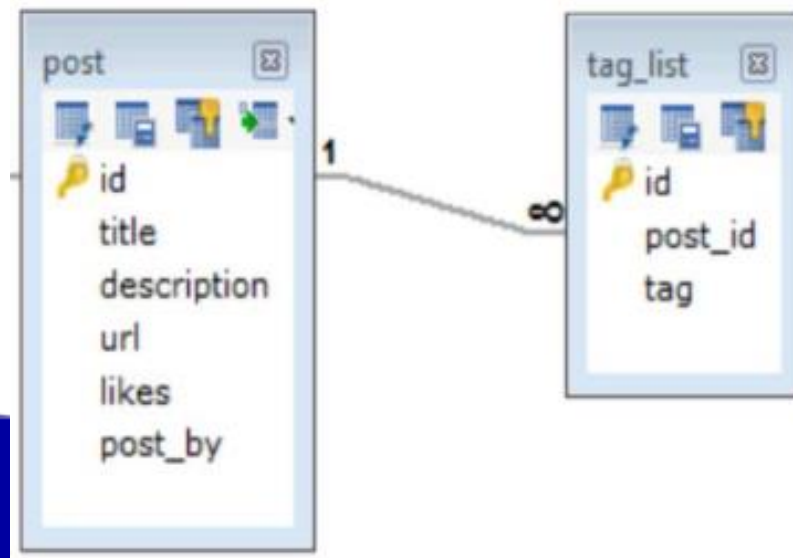 post
id
title
description
url
likes
post_by
1
∞
tag_list
id
post_id
tag